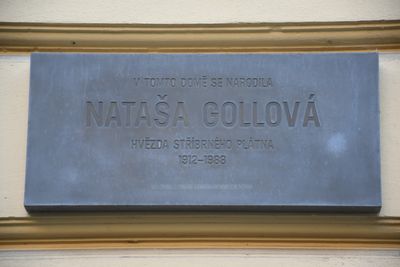 V TOMTO DOMĚ SE NARODILA
NATAŠA GOLLOVÁ
HVĚZDA STŘÍBRNÉHO PLÁTNA
1912–1988